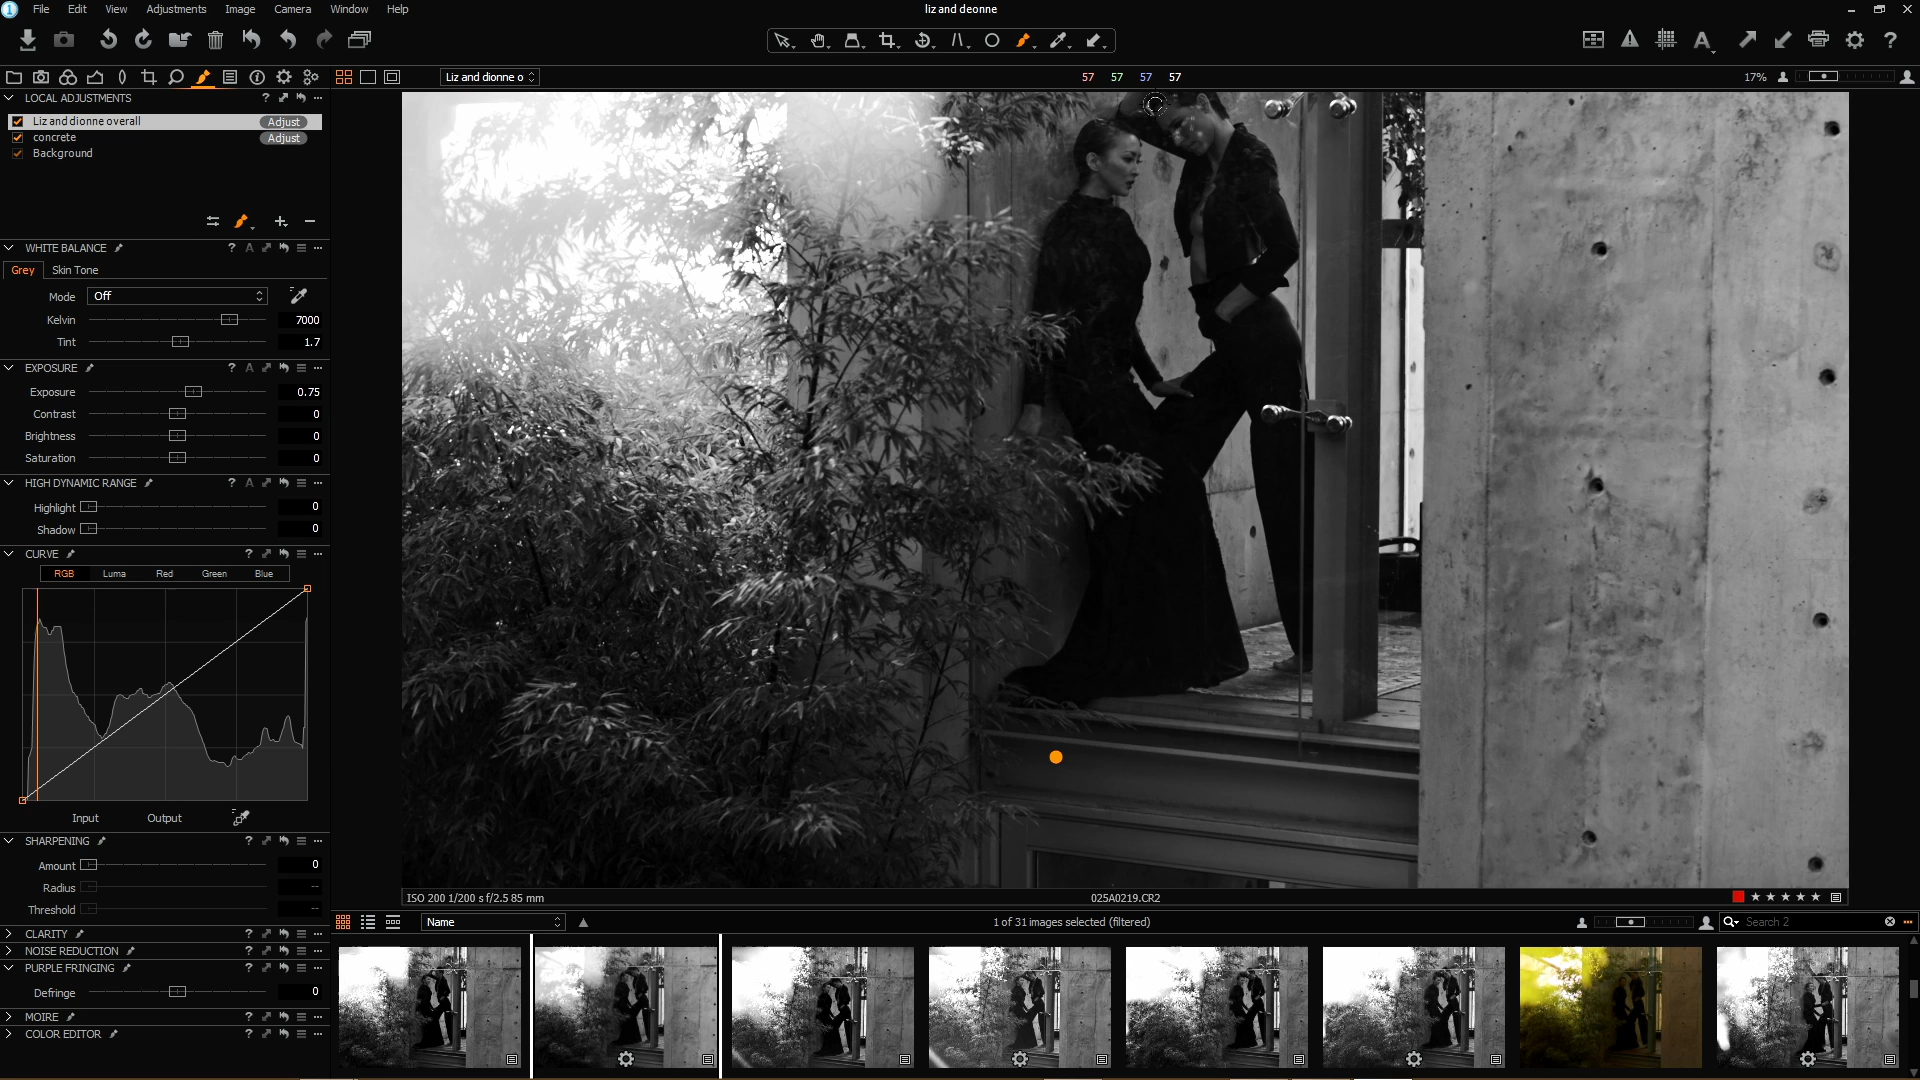 1 File Edit View Adjustments Image Camera Window Help
liz and deonne
A ?
Liz and dionne o
57 57 57 57
17%
LOCAL ADJUSTMENTS ?
Liz and dionne overall Adjust
concrete Adjust
Background
WHITE BALANCE ? A
Grey Skin Tone
Mode Off
Kelvin 7000
Tint 1.7
EXPOSURE ? A
Exposure 0.75
Contrast 0
Brightness 0
Saturation 0
HIGH DYNAMIC RANGE ? A
Highlight 0
Shadow 0
CURVE ?
RGB Luma Red Green Blue
Input Output
SHARPENING ?
Amount 0
Radius --
Threshold --
CLARITY ?
NOISE REDUCTION ?
PURPLE FRINGING ?
Defringe 0
MOIRE ?
COLOR EDITOR ?
ISO 200 1/200 s f/2.5 85 mm
025A0219.CR2
Name
1 of 31 images selected (filtered)
Search 2